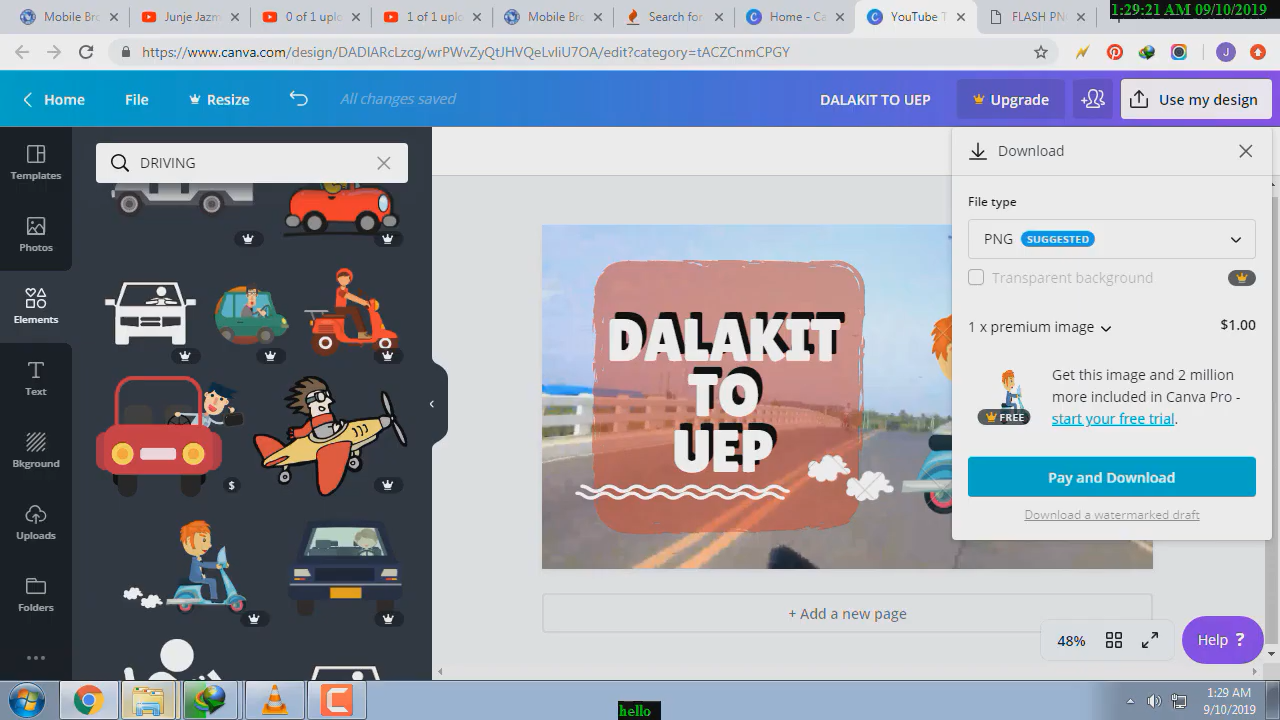 Mobile Bro
Junje Jazm
0 of 1 uplo
1 of 1 uplo
Mobile Bro
Search for
Home - Ca
YouTube T
FLASH PN
1:29:21 AM 09/10/2019
https://www.canva.com/design/DADlARcLzcg/wrPWvZyQtJHVQeLvliU7OA/edit?category=tACZCnmCPGY
J
Home
File
Resize
All changes saved
DALAKIT TO UEP
Upgrade
Use my design
Templates
Photos
Elements
Text
Bkground
Uploads
Folders
DRIVING
$
DALAKIT
TO
UEP
+ Add a new page
Download
File type
PNG SUGGESTED
Transparent background
1 x premium image
$1.00
FREE
Get this image and 2 million
more included in Canva Pro -
start your free trial.
Pay and Download
Download a watermarked draft
48%
Help ?
hello
1:29 AM
9/10/2019